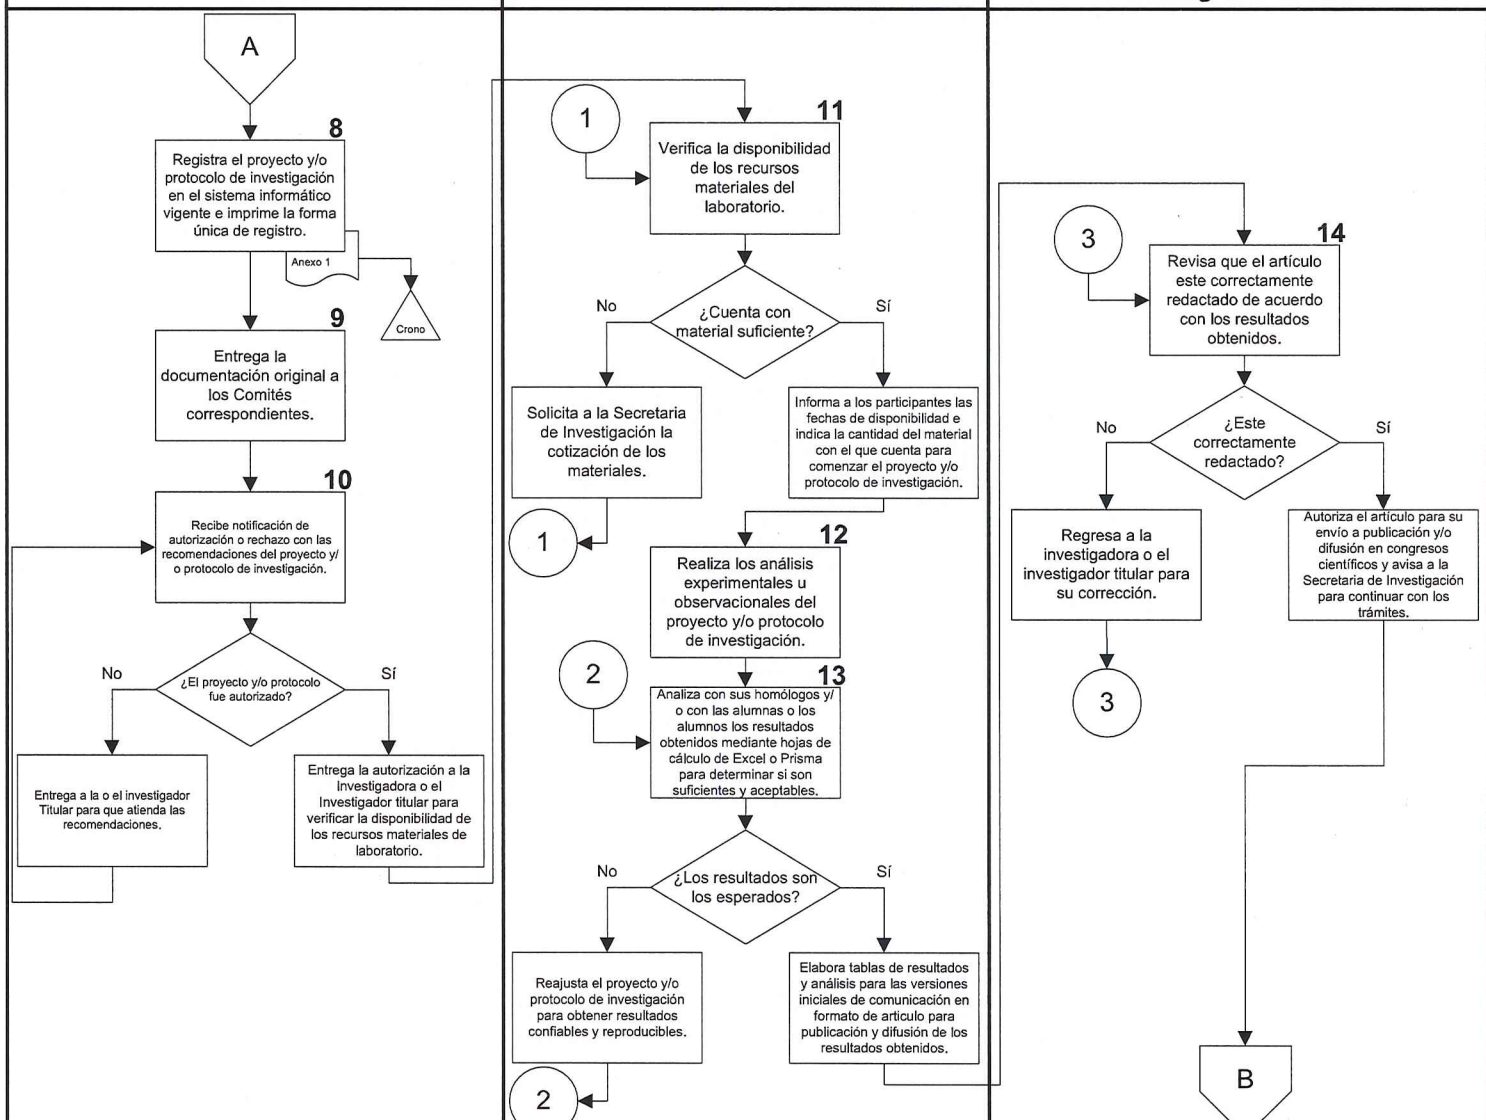 A
8
Registra el proyecto y/o
protocolo de investigación
en el sistema informático
vigente e imprime la forma
única de registro.
Anexo 1
Crono
9
Entrega la
documentación original a
los Comités
correspondientes.
10
Recibe notificación de
autorización o rechazo con las
recomendaciones del proyecto y/
o protocolo de investigación.
¿El proyecto y/o protocolo
fue autorizado?
No
Sí
Entrega a la o el investigador
Titular para que atienda las
recomendaciones.
Entrega la autorización a la
Investigadora o el
Investigador titular para
verificar la disponibilidad de
los recursos materiales de
laboratorio.
1
11
Verifica la disponibilidad
de los recursos
materiales del
laboratorio.
¿Cuenta con
material suficiente?
No
Sí
Solicita a la Secretaria
de Investigación la
cotización de los
materiales.
Informa a los participantes las
fechas de disponibilidad e
indica la cantidad del material
con el que cuenta para
comenzar el proyecto y/o
protocolo de investigación.
1
12
Realiza los análisis
experimentales u
observacionales del
proyecto y/o protocolo
de investigación.
2
13
Analiza con sus homólogos y/
o con las alumnas o los
alumnos los resultados
obtenidos mediante hojas de
cálculo de Excel o Prisma
para determinar si son
suficientes y aceptables.
¿Los resultados son
los esperados?
No
Sí
Reajusta el proyecto y/o
protocolo de investigación
para obtener resultados
confiables y reproducibles.
Elabora tablas de resultados
y análisis para las versiones
iniciales de comunicación en
formato de articulo para
publicación y difusión de los
resultados obtenidos.
2
3
14
Revisa que el artículo
este correctamente
redactado de acuerdo
con los resultados
obtenidos.
¿Este
correctamente
redactado?
No
Sí
Regresa a la
investigadora o el
investigador titular para
su corrección.
Autoriza el artículo para su
envío a publicación y/o
difusión en congresos
científicos y avisa a la
Secretaria de Investigación
para continuar con los
trámites.
3
B